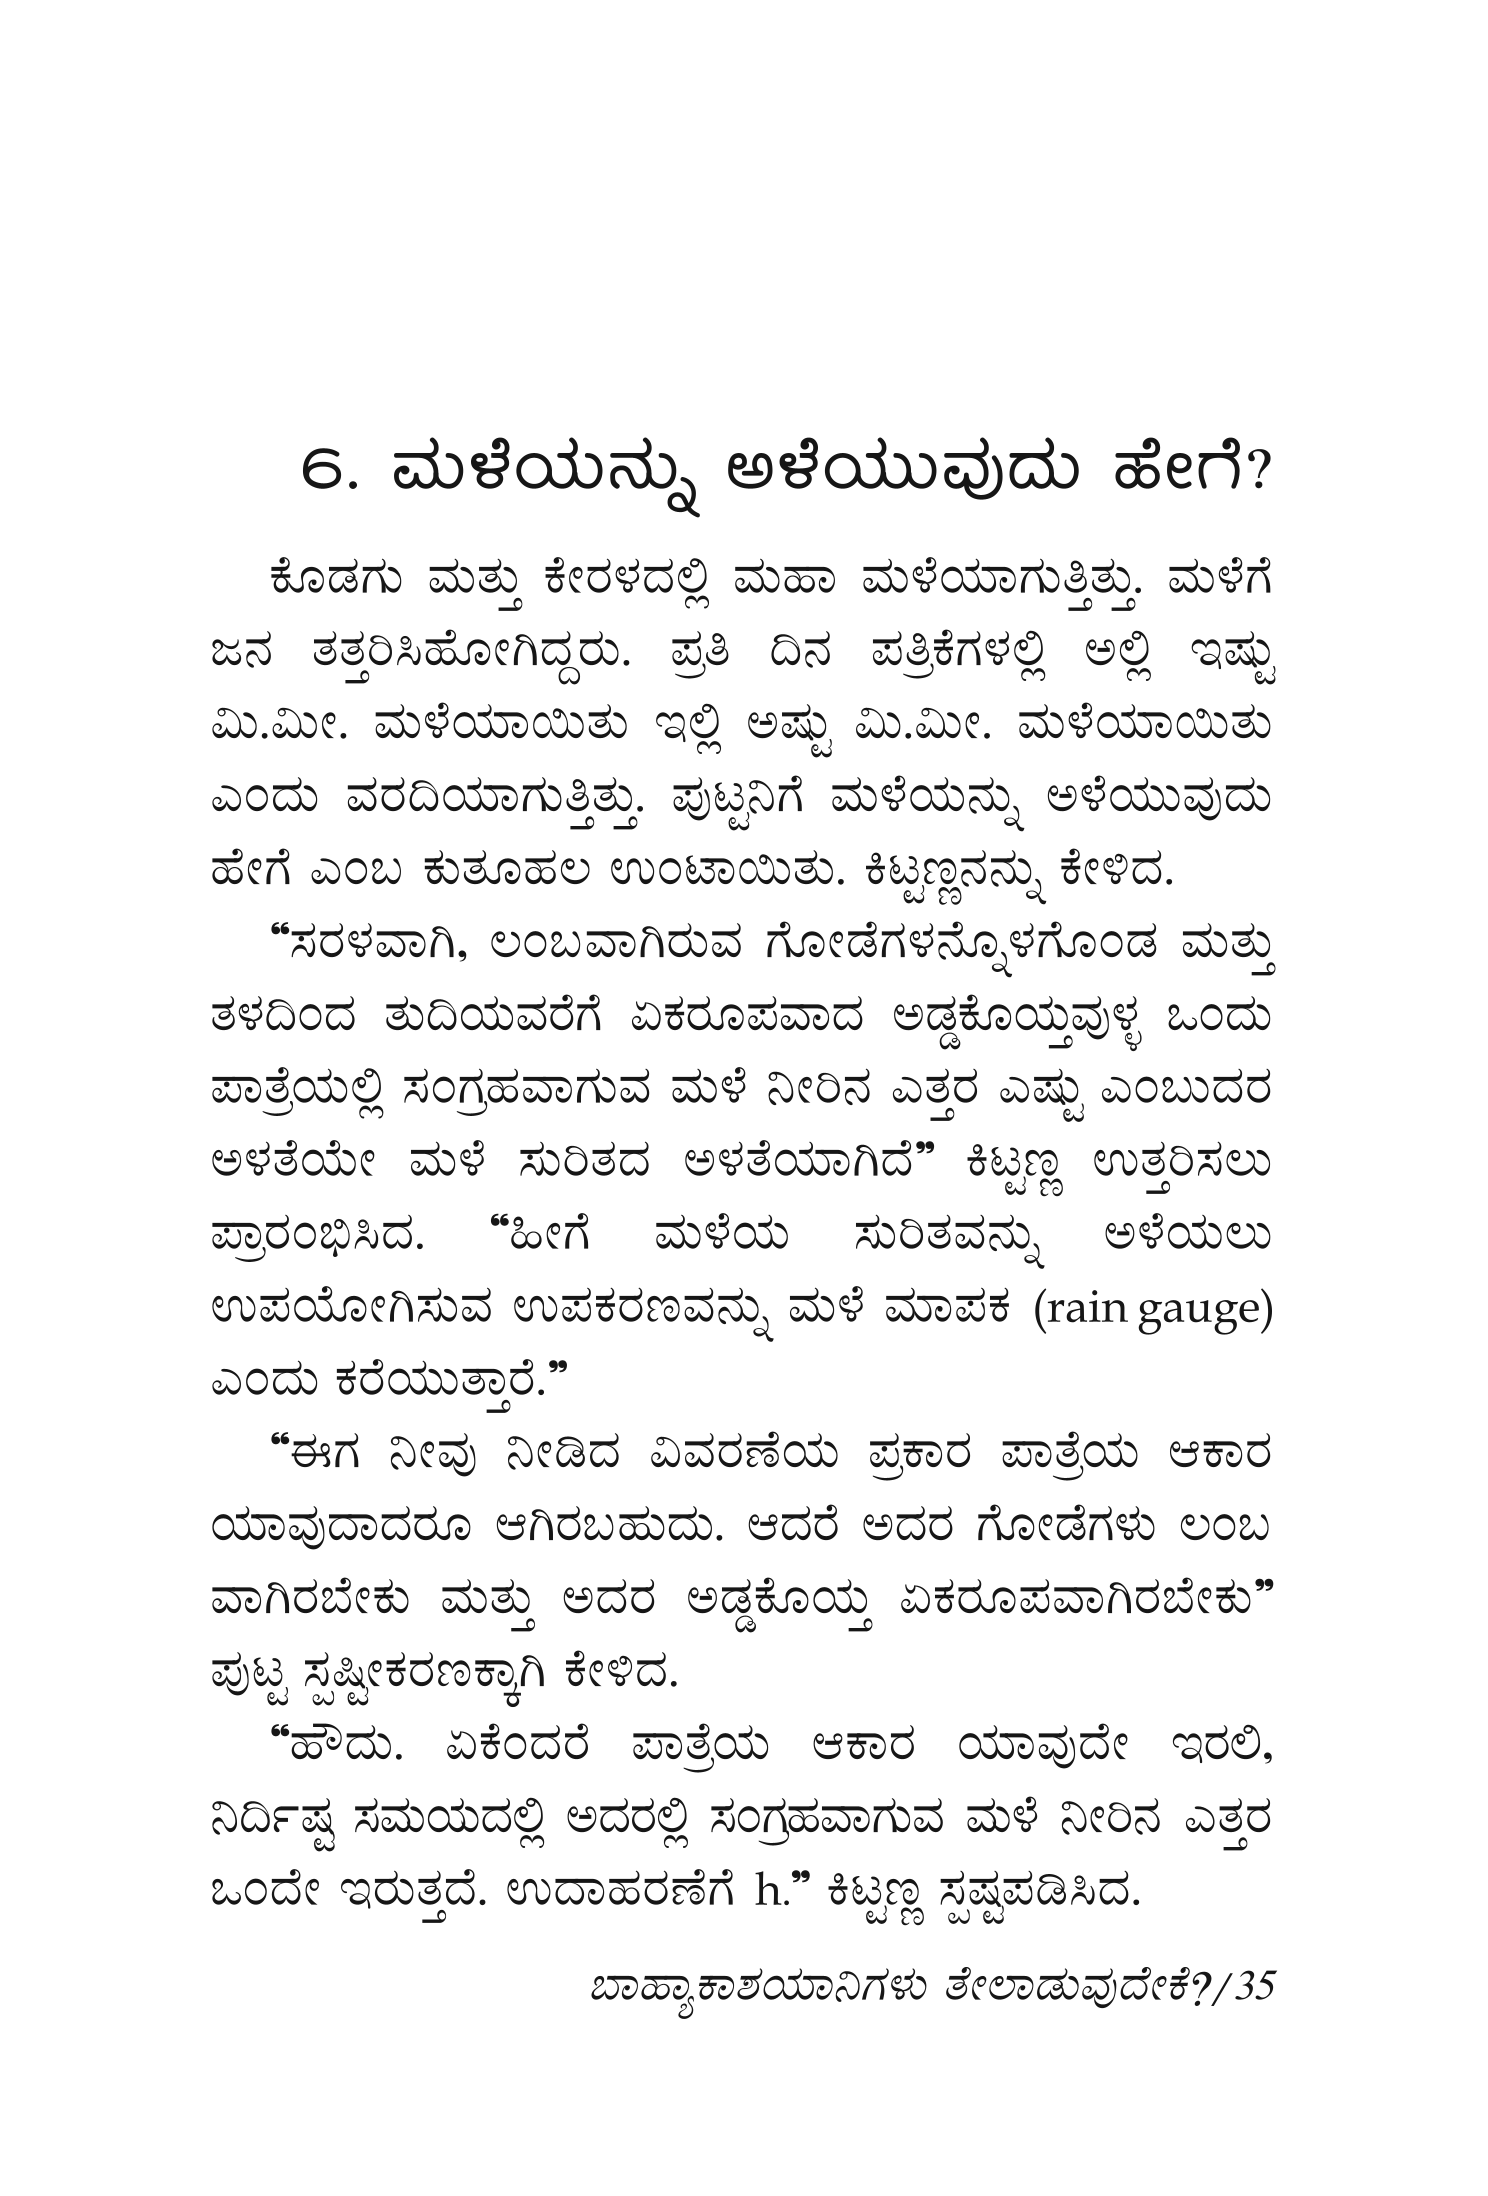 6. ಮಳೆಯನ್ನು ಅಳೆಯುವುದು ಹೇಗೆ?
ಕೊಡಗು ಮತ್ತು ಕೇರಳದಲ್ಲಿ ಮಹಾ ಮಳೆಯಾಗುತ್ತಿತ್ತು. ಮಳೆಗೆ
ಜನ ತತ್ತರಿಸಿಹೋಗಿದ್ದರು. ಪ್ರತಿ ದಿನ ಪತ್ರಿಕೆಗಳಲ್ಲಿ ಅಲ್ಲಿ ಇಷ್ಟು
ಮಿ.ಮೀ. ಮಳೆಯಾಯಿತು ಇಲ್ಲಿ ಅಷ್ಟು ಮಿ.ಮೀ. ಮಳೆಯಾಯಿತು
ಎಂದು ವರದಿಯಾಗುತ್ತಿತ್ತು. ಪುಟ್ಟನಿಗೆ ಮಳೆಯನ್ನು ಅಳೆಯುವುದು
ಹೇಗೆ ಎಂಬ ಕುತೂಹಲ ಉಂಟಾಯಿತು. ಕಿಟ್ಟಣ್ಣನನ್ನು ಕೇಳಿದ.
“ಸರಳವಾಗಿ, ಲಂಬವಾಗಿರುವ ಗೋಡೆಗಳನ್ನೊಳಗೊಂಡ ಮತ್ತು
ತಳದಿಂದ ತುದಿಯವರೆಗೆ ಏಕರೂಪವಾದ ಅಡ್ಡಕೊಯ್ತವುಳ್ಳ ಒಂದು
ಪಾತ್ರೆಯಲ್ಲಿ ಸಂಗ್ರಹವಾಗುವ ಮಳೆ ನೀರಿನ ಎತ್ತರ ಎಷ್ಟು ಎಂಬುದರ
ಅಳತೆಯೇ ಮಳೆ ಸುರಿತದ ಅಳತೆಯಾಗಿದೆ” ಕಿಟ್ಟಣ್ಣ ಉತ್ತರಿಸಲು
ಪ್ರಾರಂಭಿಸಿದ. “ಹೀಗೆ ಮಳೆಯ ಸುರಿತವನ್ನು ಅಳೆಯಲು
ಉಪಯೋಗಿಸುವ ಉಪಕರಣವನ್ನು ಮಳೆ ಮಾಪಕ (rain gauge)
ಎಂದು ಕರೆಯುತ್ತಾರೆ.”
“ಈಗ ನೀವು ನೀಡಿದ ವಿವರಣೆಯ ಪ್ರಕಾರ ಪಾತ್ರೆಯ ಆಕಾರ
ಯಾವುದಾದರೂ ಆಗಿರಬಹುದು. ಆದರೆ ಅದರ ಗೋಡೆಗಳು ಲಂಬ
ವಾಗಿರಬೇಕು ಮತ್ತು ಅದರ ಅಡ್ಡಕೊಯ್ತ ಏಕರೂಪವಾಗಿರಬೇಕು”
ಪುಟ್ಟ ಸ್ಪಷ್ಟೀಕರಣಕ್ಕಾಗಿ ಕೇಳಿದ.
“ಹೌದು. ಏಕೆಂದರೆ ಪಾತ್ರೆಯ ಆಕಾರ ಯಾವುದೇ ಇರಲಿ,
ನಿರ್ದಿಷ್ಟ ಸಮಯದಲ್ಲಿ ಅದರಲ್ಲಿ ಸಂಗ್ರಹವಾಗುವ ಮಳೆ ನೀರಿನ ಎತ್ತರ
ಒಂದೇ ಇರುತ್ತದೆ. ಉದಾಹರಣೆಗೆ h.” ಕಿಟ್ಟಣ್ಣ ಸ್ಪಷ್ಟಪಡಿಸಿದ.
ಬಾಹ್ಯಾಕಾಶಯಾನಿಗಳು ತೇಲಾಡುವುದೇಕೆ?/35